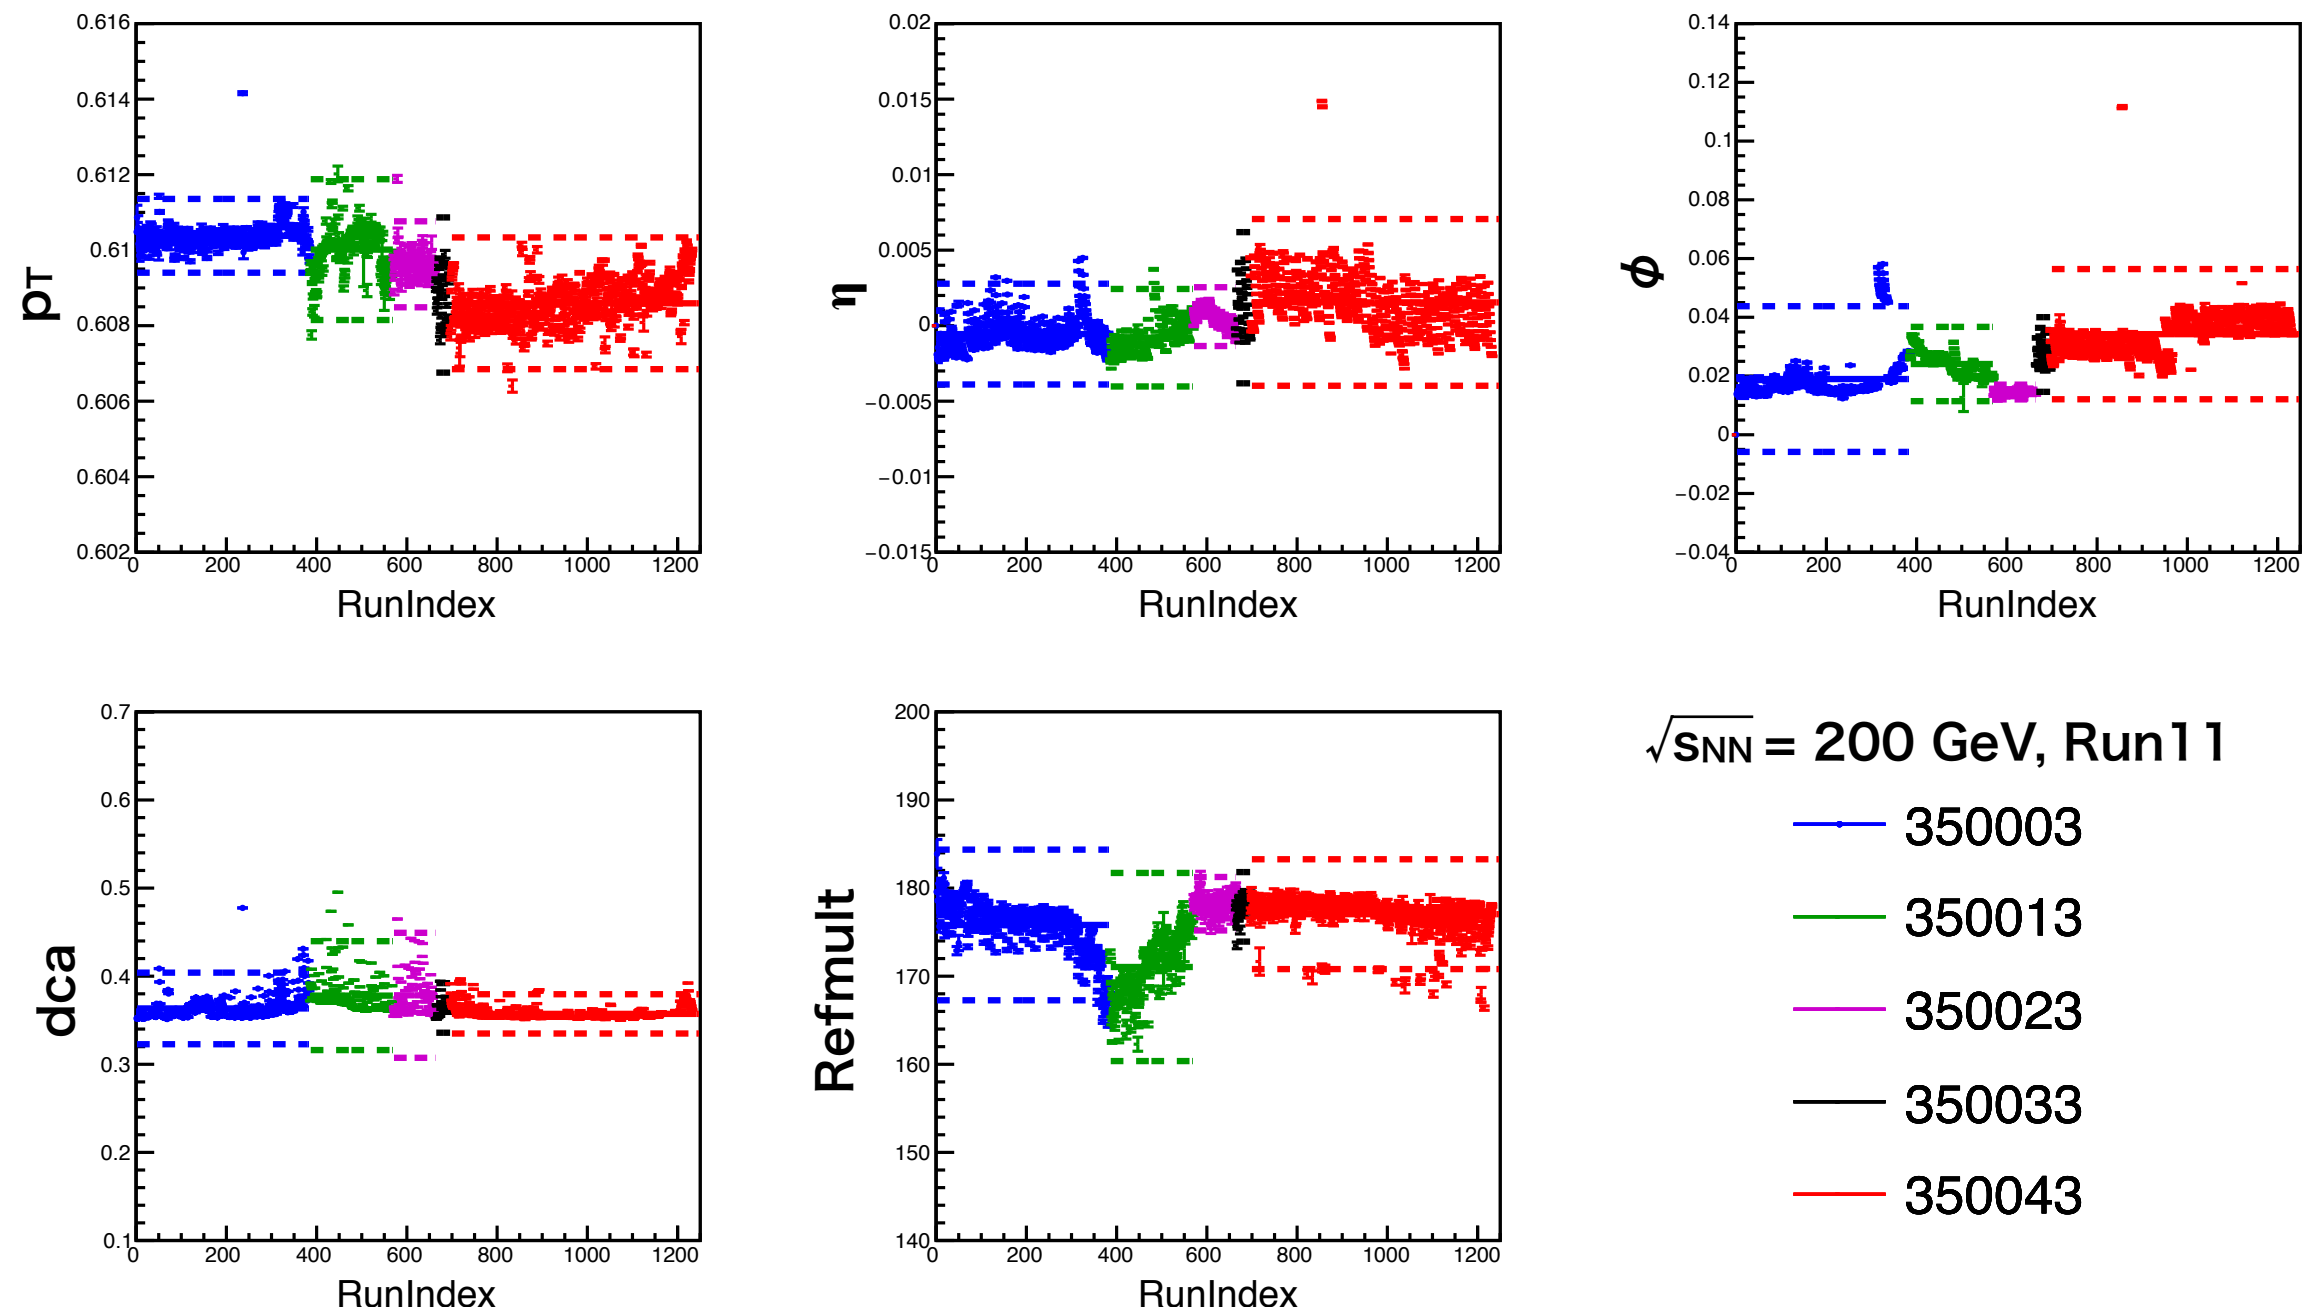 0.616
0.614
0.612
0.61
0.608
0.606
0.604
0.602
0 200 400 600 800 1000 1200
pT
RunIndex
0.02
0.015
0.01
0.005
0
−0.005
−0.01
−0.015
0 200 400 600 800 1000 1200
η
RunIndex
0.14
0.12
0.1
0.08
0.06
0.04
0.02
0
−0.02
−0.04
0 200 400 600 800 1000 1200
ϕ
RunIndex
0.7
0.6
0.5
0.4
0.3
0.2
0.1
0 200 400 600 800 1000 1200
dca
RunIndex
200
190
180
170
160
150
140
0 200 400 600 800 1000 1200
Refmult
RunIndex
√sNN = 200 GeV, Run11
350003
350013
350023
350033
350043